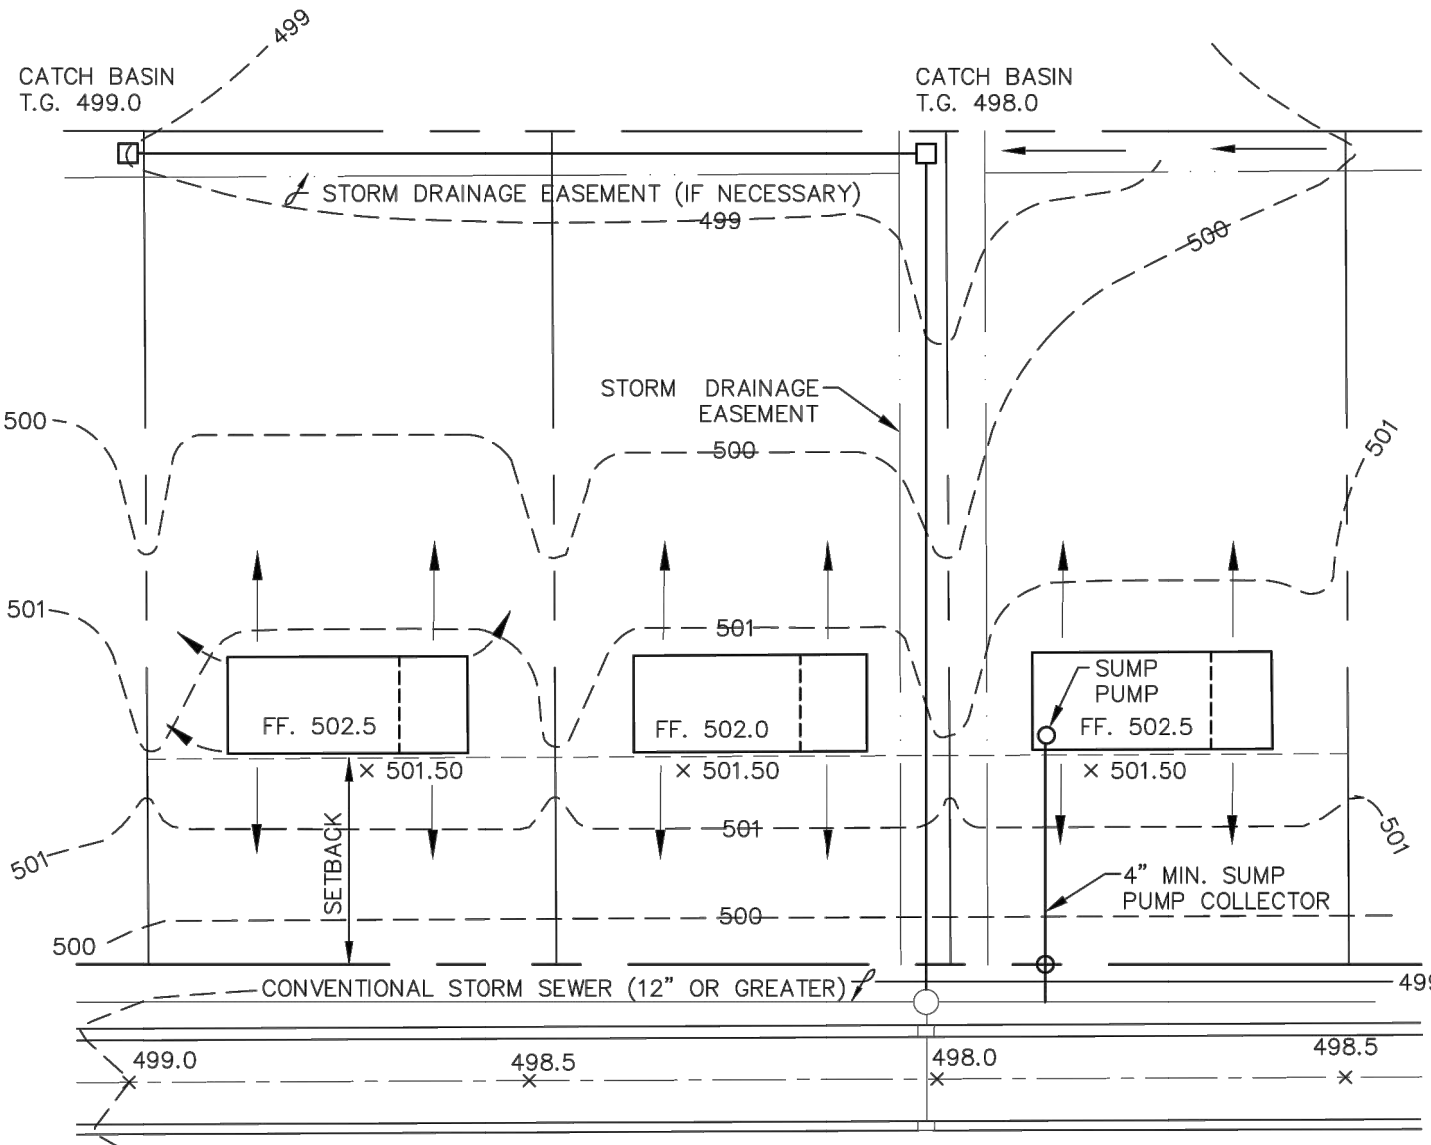 499
CATCH BASIN
T.G. 499.0
CATCH BASIN
T.G. 498.0
STORM DRAINAGE EASEMENT (IF NECESSARY)
499
500
STORM DRAINAGE
EASEMENT
500
500
501
501
501
SUMP
PUMP
FF. 502.5
FF. 502.0
FF. 502.5
× 501.50
× 501.50
× 501.50
SETBACK
501
501
501
4" MIN. SUMP
PUMP COLLECTOR
500
500
CONVENTIONAL STORM SEWER (12" OR GREATER)
499
499.0
498.5
498.0
498.5